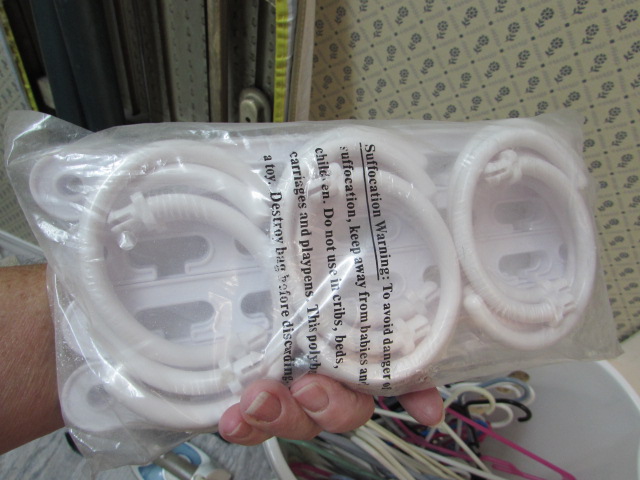 Suffocation Warning: To avoid danger of
suffocation, keep away from babies and
children. Do not use in cribs, beds,
carriages and playpens. This polyb
a toy. Destroy bag before discarding.